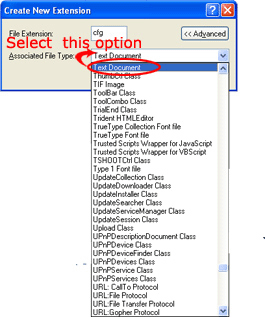 Create New Extension
File Extension:
cfg
<< Advanced
Select this option
Associated File Type:
Text Document
Text Document
ThumbCtl Class
TIF Image
ToolBar Class
ToolCombo Class
TrialEnd Class
Trident HTMLEditor
TrueType Collection Font file
TrueType Font file
Trusted Scripts Wrapper for JavaScript
Trusted Scripts Wrapper for VBScript
TSHOOTCtrl Class
Type 1 Font file
UpdateCollection Class
UpdateDownloader Class
UpdateInstaller Class
UpdateSearcher Class
UpdateServiceManager Class
UpdateSession Class
Upload Class
UPnPDescriptionDocument Class
UPnPDevice Class
UPnPDeviceFinder Class
UPnPDevices Class
UPnPService Class
UPnPServices Class
URL: CallTo Protocol
URL:File Protocol
URL:File Transfer Protocol
URL:Gopher Protocol